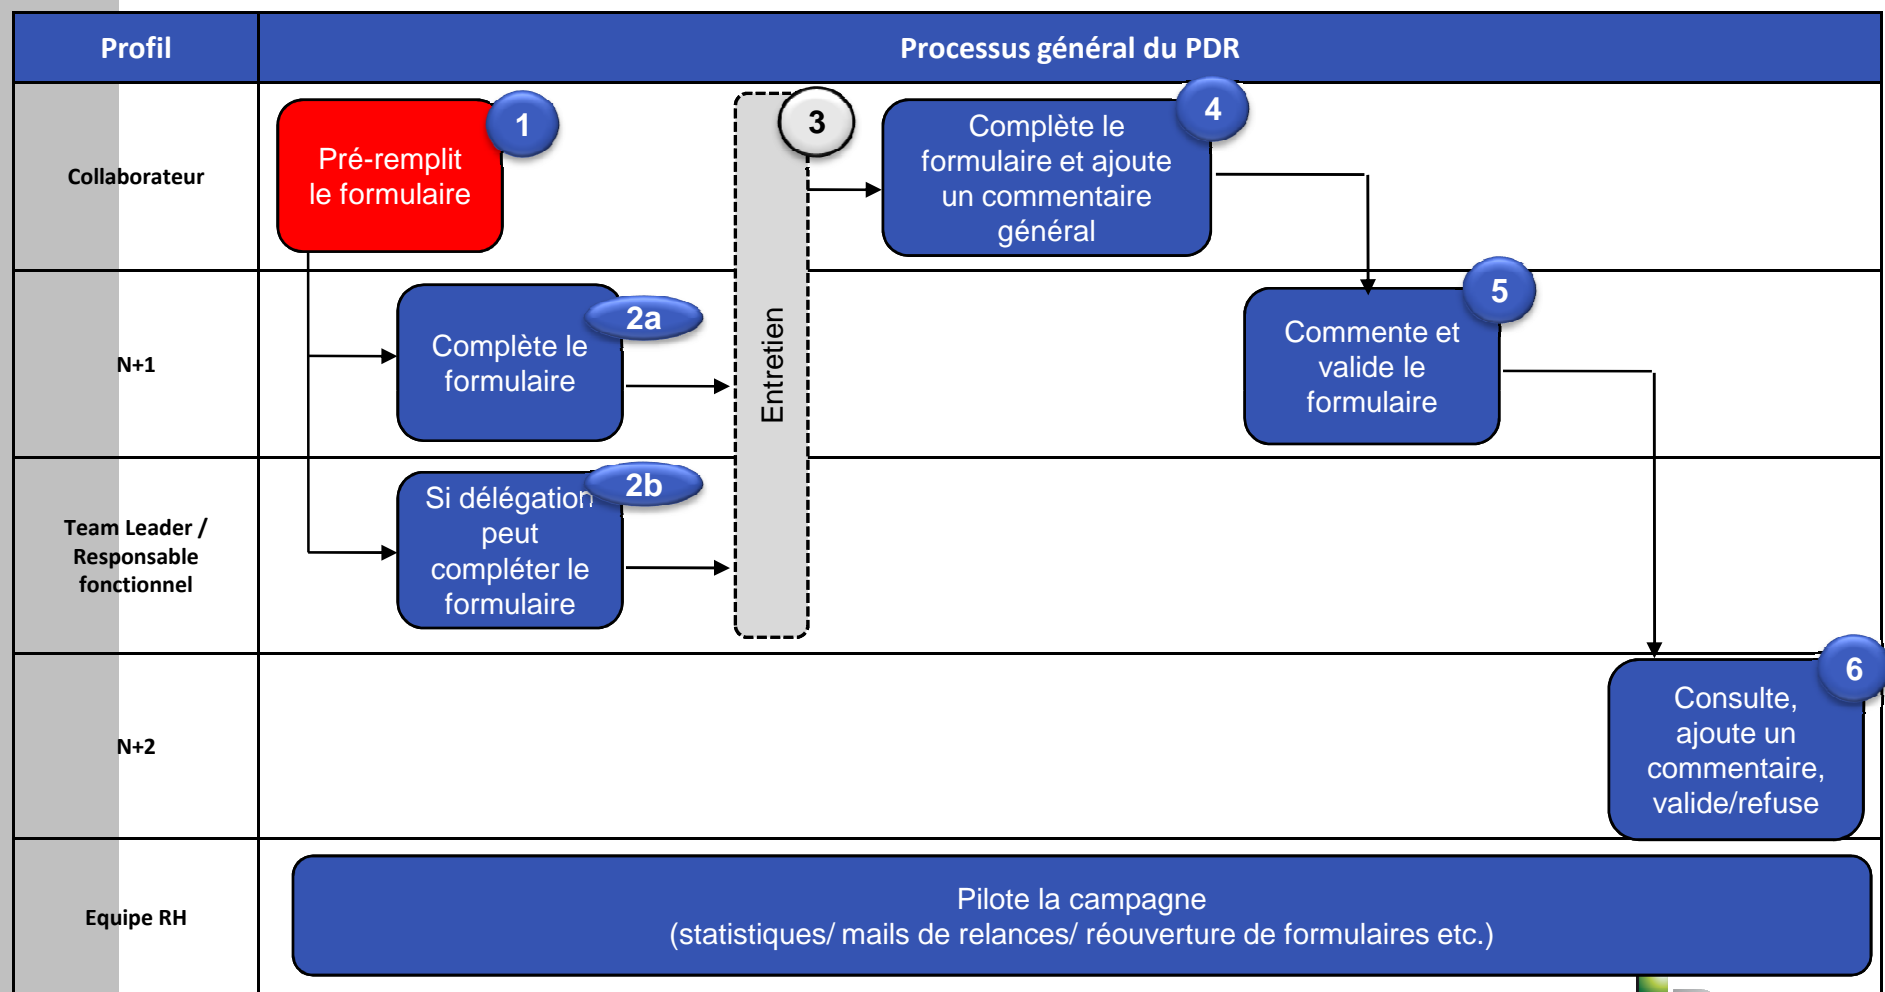 Profil
Processus général du PDR
Collaborateur
Pré-remplit
le formulaire
1
3
Complète le
formulaire et ajoute
un commentaire
général
4
N+1
Complète le
formulaire
2a
Entretien
Commente et
valide le
formulaire
5
Team Leader /
Responsable
fonctionnel
Si délégation
peut
compléter le
formulaire
2b
N+2
Consulte,
ajoute un
commentaire,
valide/refuse
6
Equipe RH
Pilote la campagne
(statistiques/ mails de relances/ réouverture de formulaires etc.)